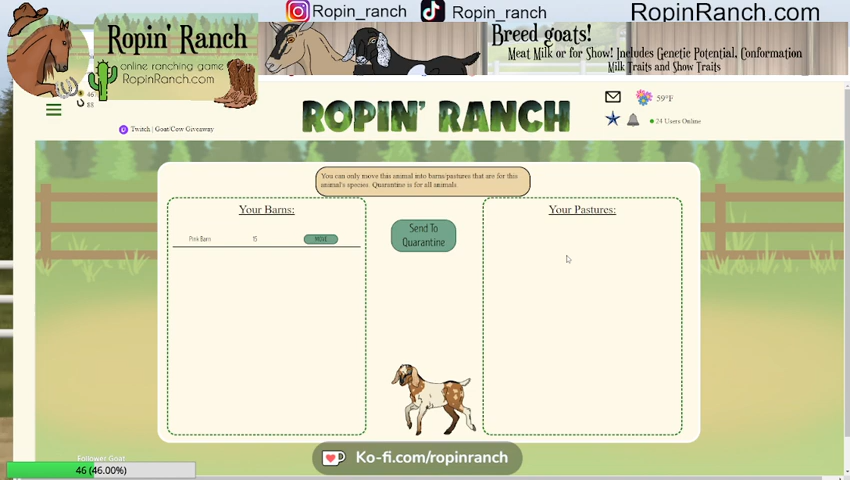 Ropin_ranch
Ropin_ranch
RopinRanch.com
Ropin' Ranch
online ranching game
RopinRanch.com
Breed goats!
Meat Milk or for Show! Includes Genetic Potential, Conformation
Milk Traits and Show Traits
46
88
Twitch | Goat/Cow Giveaway
ROPIN' RANCH
59°F
24 Users Online
You can only move this animal into barns/pastures that are for this
animal's species. Quarantine is for all animals.
Your Barns:
Pink Barn 15 MOVE
Send To
Quarantine
Your Pastures:
Follower Goat
46 (46.00%)
Ko-fi.com/ropinranch